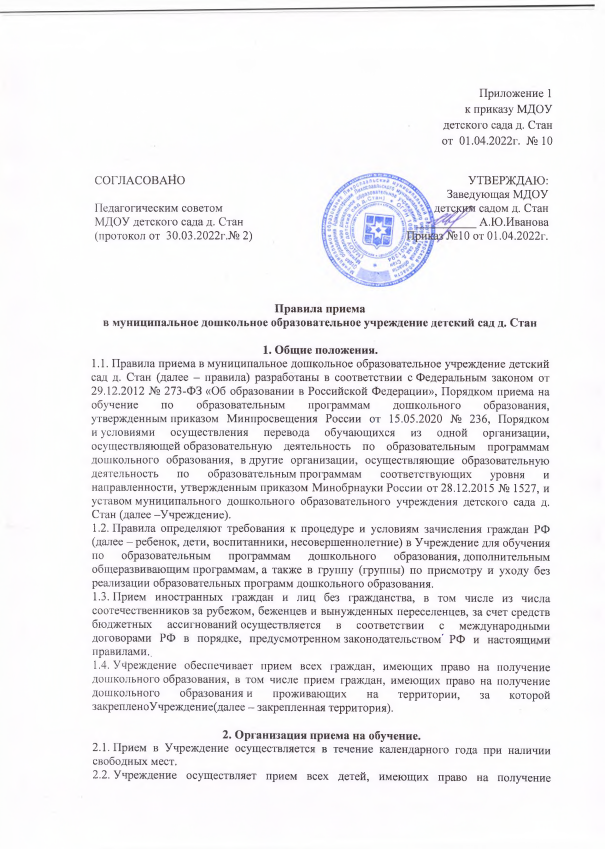 Приложение 1
к приказу МДОУ
детского сада д. Стан
от 01.04.2022г. № 10
СОГЛАСОВАНО
Педагогическим советом
МДОУ детского сада д. Стан
(протокол от 30.03.2022г.№ 2)
УТВЕРЖДАЮ:
Заведующая МДОУ
детским садом д. Стан
А.Ю.Иванова
Приказ №10 от 01.04.2022г.
Правила приема
в муниципальное дошкольное образовательное учреждение детский сад д. Стан
1. Общие положения.
1.1. Правила приема в муниципальное дошкольное образовательное учреждение детский
сад д. Стан (далее – правила) разработаны в соответствии с Федеральным законом от
29.12.2012 № 273-ФЗ «Об образовании в Российской Федерации», Порядком приема на
обучение по образовательным программам дошкольного образования,
утвержденным приказом Минпросвещения России от 15.05.2020 № 236, Порядком
и условиями осуществления перевода обучающихся из одной организации,
осуществляющей образовательную деятельность по образовательным программам
дошкольного образования, в другие организации, осуществляющие образовательную
деятельность по образовательным программам соответствующих уровня и
направленности, утвержденным приказом Минобрнауки России от 28.12.2015 № 1527, и
уставом муниципального дошкольного образовательного учреждения детского сада д.
Стан (далее –Учреждение).
1.2. Правила определяют требования к процедуре и условиям зачисления граждан РФ
(далее – ребенок, дети, воспитанники, несовершеннолетние) в Учреждение для обучения
по образовательным программам дошкольного образования, дополнительным
общеразвивающим программам, а также в группу (группы) по присмотру и уходу без
реализации образовательных программ дошкольного образования.
1.3. Прием иностранных граждан и лиц без гражданства, в том числе из числа
соотечественников за рубежом, беженцев и вынужденных переселенцев, за счет средств
бюджетных ассигнований осуществляется в соответствии с международными
договорами РФ в порядке, предусмотренном законодательством РФ и настоящими
правилами.
1.4. Учреждение обеспечивает прием всех граждан, имеющих право на получение
дошкольного образования, в том числе прием граждан, имеющих право на получение
дошкольного образования и проживающих на территории, за которой
закрепленоУчреждение(далее – закрепленная территория).
2. Организация приема на обучение.
2.1. Прием в Учреждение осуществляется в течение календарного года при наличии
свободных мест.
2.2. Учреждение осуществляет прием всех детей, имеющих право на получение